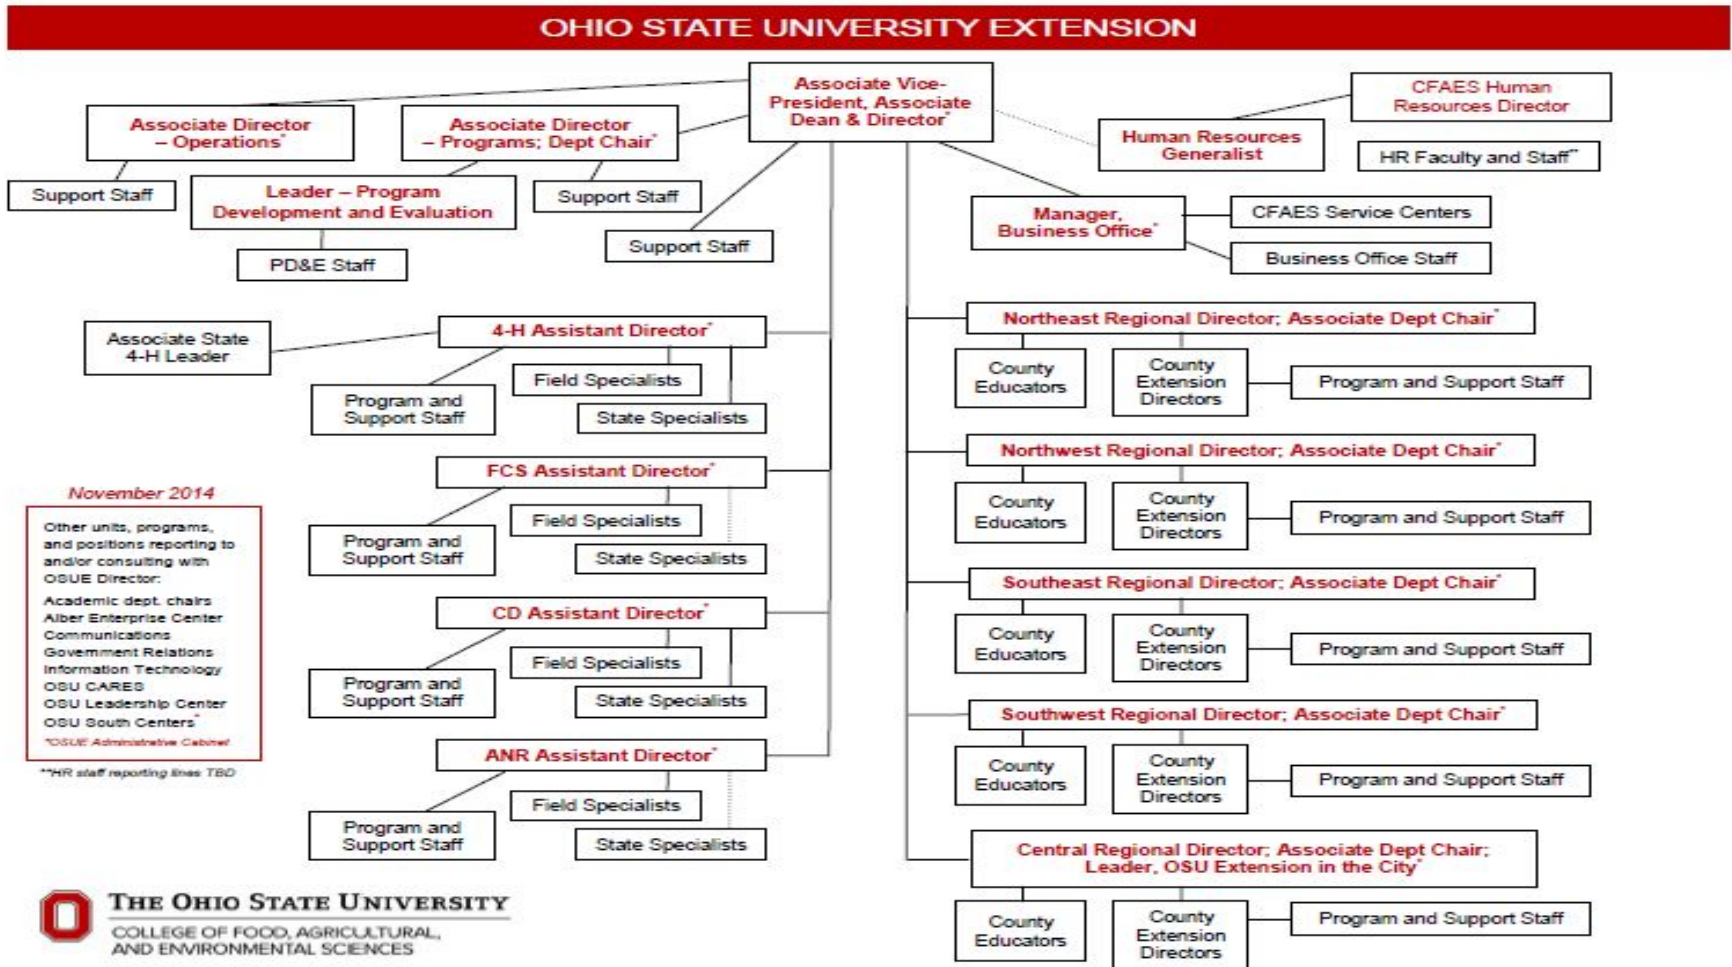 OHIO STATE UNIVERSITY EXTENSION
Associate Vice-
President, Associate
Dean & Director*
CFAES Human
Resources Director
Associate Director
– Operations*
Associate Director
– Programs; Dept Chair*
Human Resources
Generalist
HR Faculty and Staff**
Support Staff
Leader – Program
Development and Evaluation
Support Staff
Manager,
Business Office*
CFAES Service Centers
Support Staff
Business Office Staff
PD&E Staff
Associate State
4-H Leader
4-H Assistant Director*
Field Specialists
Program and
Support Staff
State Specialists
FCS Assistant Director*
Field Specialists
Program and
Support Staff
State Specialists
CD Assistant Director*
Field Specialists
Program and
Support Staff
State Specialists
ANR Assistant Director*
Field Specialists
Program and
Support Staff
State Specialists
Northeast Regional Director; Associate Dept Chair*
County
Educators
County
Extension
Directors
Program and Support Staff
Northwest Regional Director; Associate Dept Chair*
County
Educators
County
Extension
Directors
Program and Support Staff
Southeast Regional Director; Associate Dept Chair*
County
Educators
County
Extension
Directors
Program and Support Staff
Southwest Regional Director; Associate Dept Chair*
County
Educators
County
Extension
Directors
Program and Support Staff
Central Regional Director; Associate Dept Chair;
Leader, OSU Extension in the City*
County
Educators
County
Extension
Directors
Program and Support Staff
November 2014
Other units, programs,
and positions reporting to
and/or consulting with
OSUE Director:
Academic dept. chairs
Alber Enterprise Center
Communications
Government Relations
Information Technology
OSU CARES
OSU Leadership Center
OSU South Centers*
*OSUE Administrative Cabinet
**HR staff reporting lines TBD
THE OHIO STATE UNIVERSITY
COLLEGE OF FOOD, AGRICULTURAL,
AND ENVIRONMENTAL SCIENCES